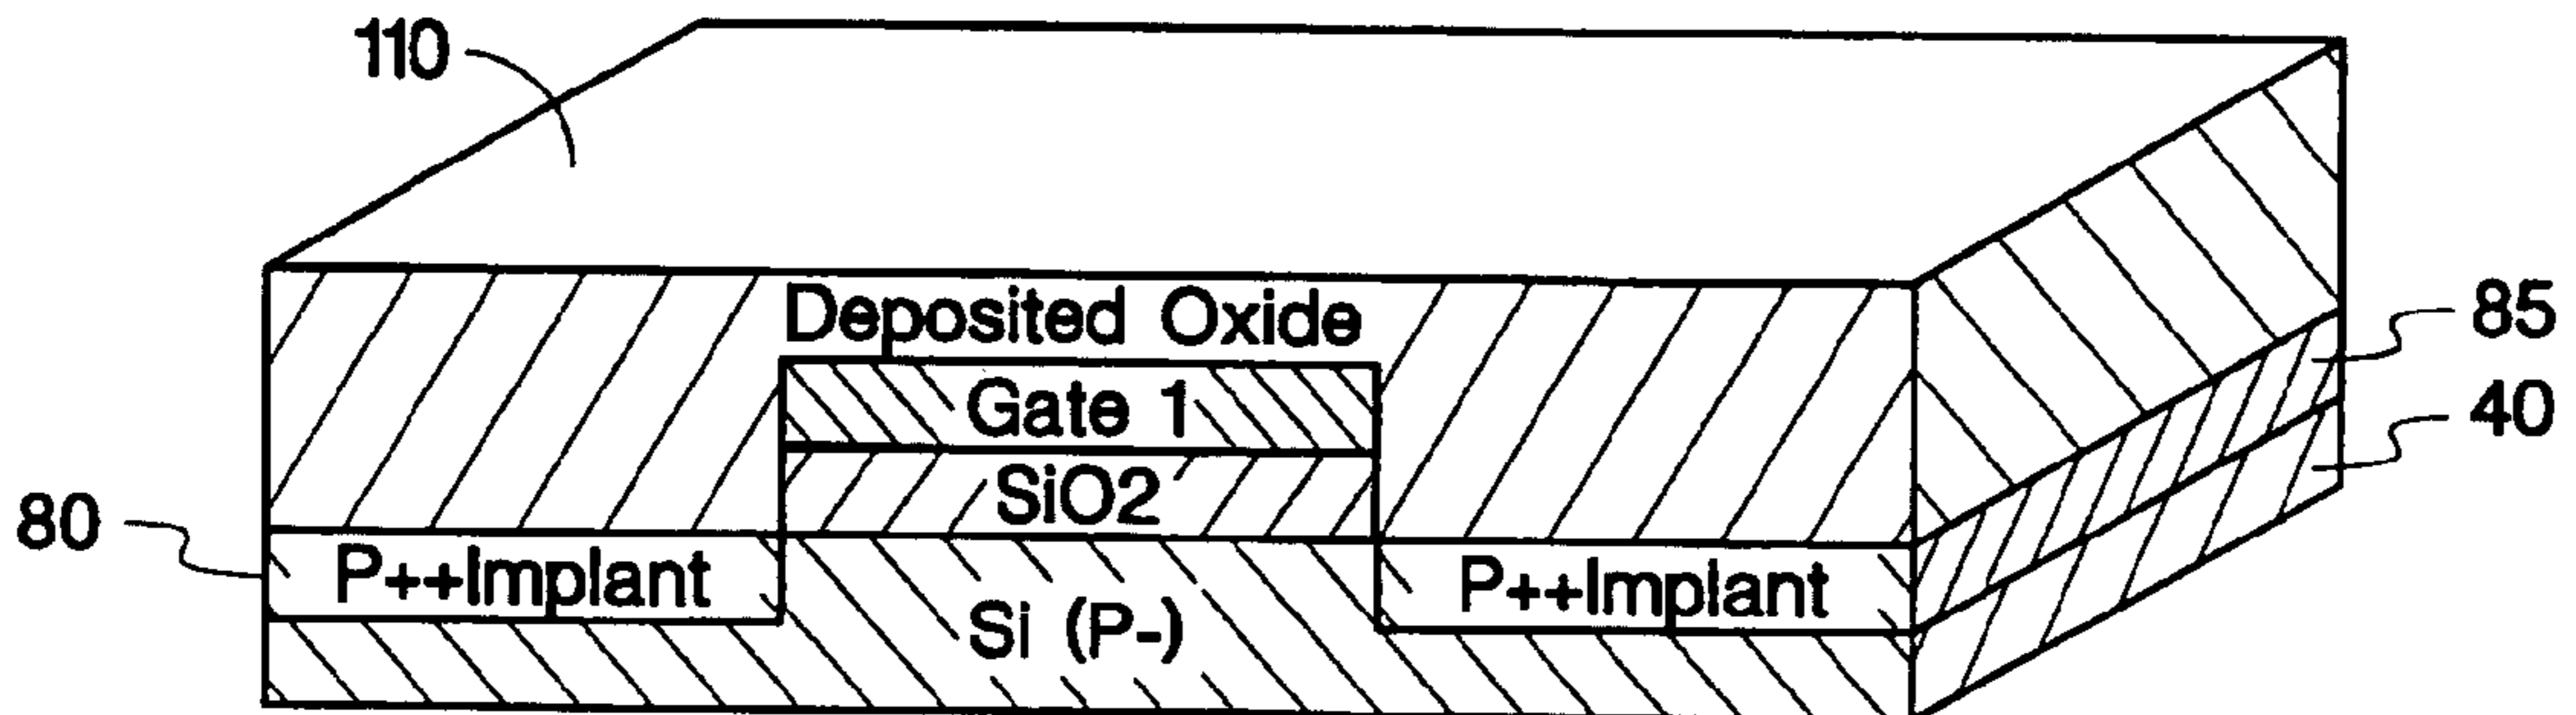 110
Deposited Oxide
85
Gate 1
40
SiO2
80
P++Implant
P++Implant
Si (P-)